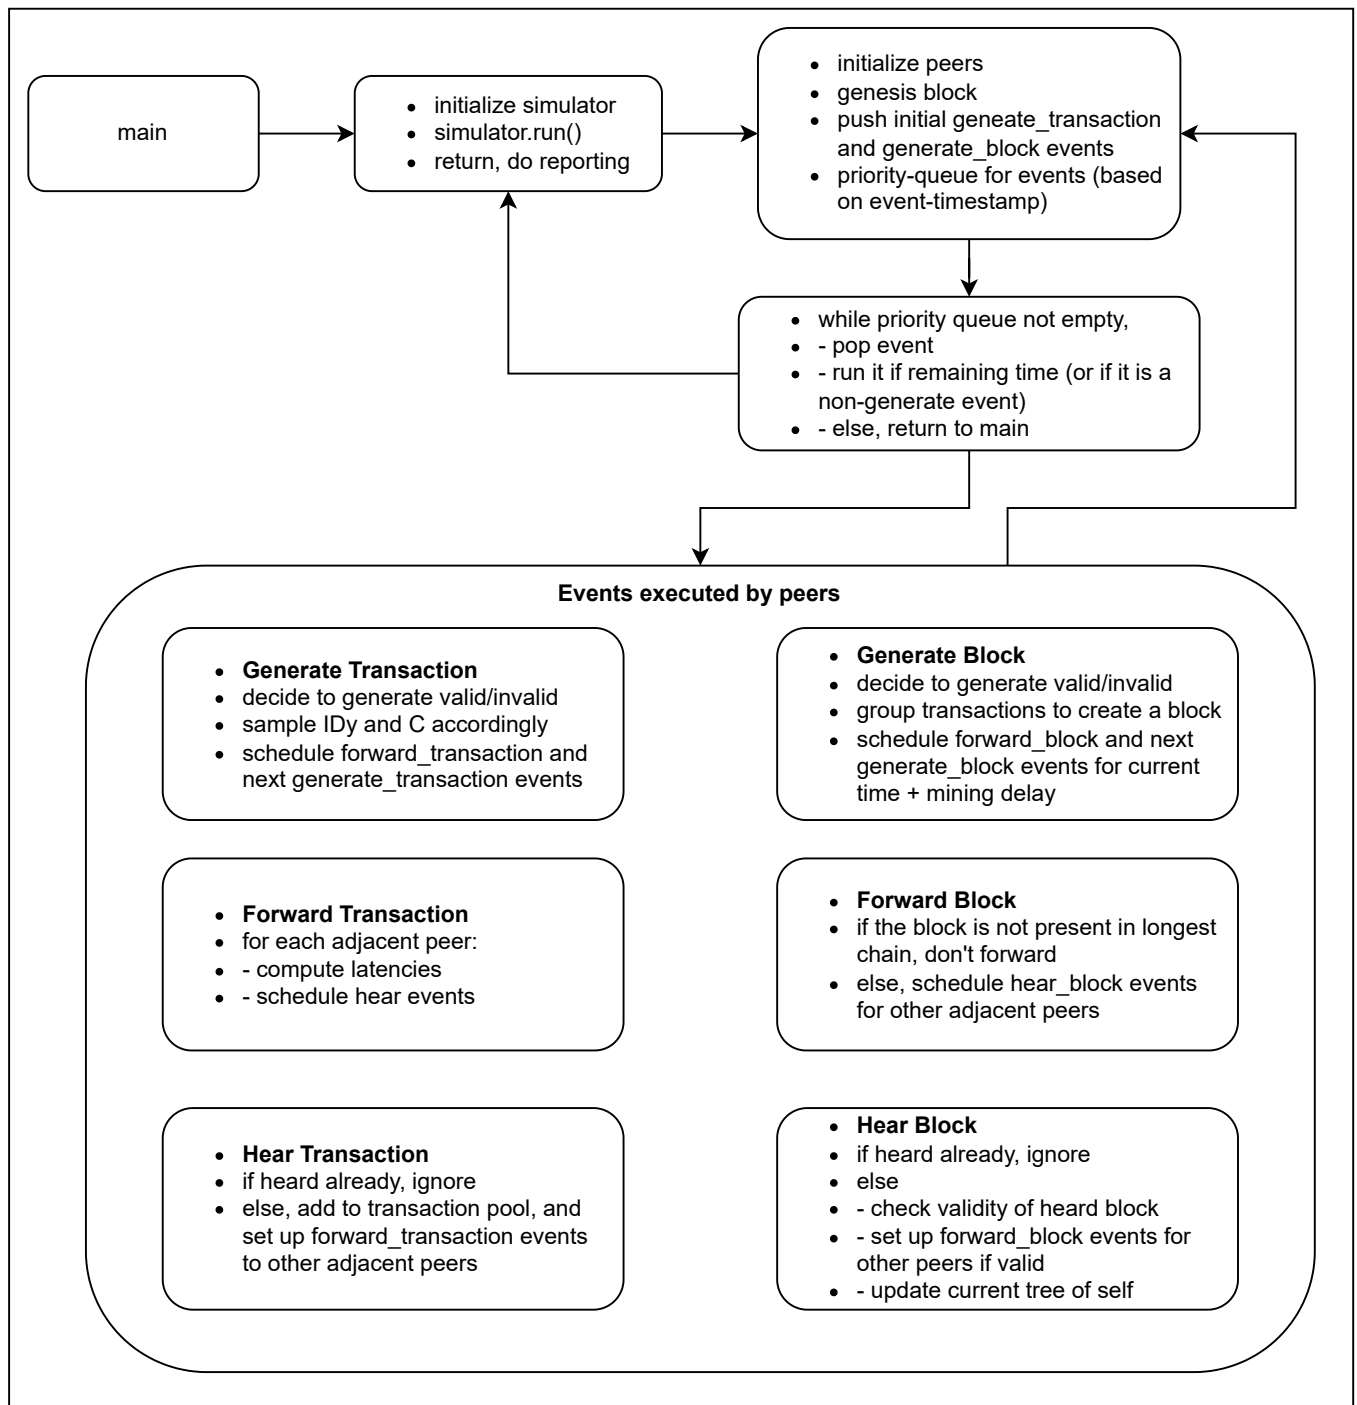 main
• initialize simulator
• simulator.run()
• return, do reporting
• initialize peers
• genesis block
• push initial geneate_transaction
and generate_block events
• priority-queue for events (based
on event-timestamp)
• while priority queue not empty,
• - pop event
• - run it if remaining time (or if it is a
non-generate event)
• - else, return to main
Events executed by peers
• Generate Transaction
• decide to generate valid/invalid
• sample IDy and C accordingly
• schedule forward_transaction and
next generate_transaction events
• Generate Block
• decide to generate valid/invalid
• group transactions to create a block
• schedule forward_block and next
generate_block events for current
time + mining delay
• Forward Transaction
• for each adjacent peer:
• - compute latencies
• - schedule hear events
• Forward Block
• if the block is not present in longest
chain, don't forward
• else, schedule hear_block events
for other adjacent peers
• Hear Transaction
• if heard already, ignore
• else, add to transaction pool, and
set up forward_transaction events
to other adjacent peers
• Hear Block
• if heard already, ignore
• else
• - check validity of heard block
• - set up forward_block events for
other peers if valid
• - update current tree of self